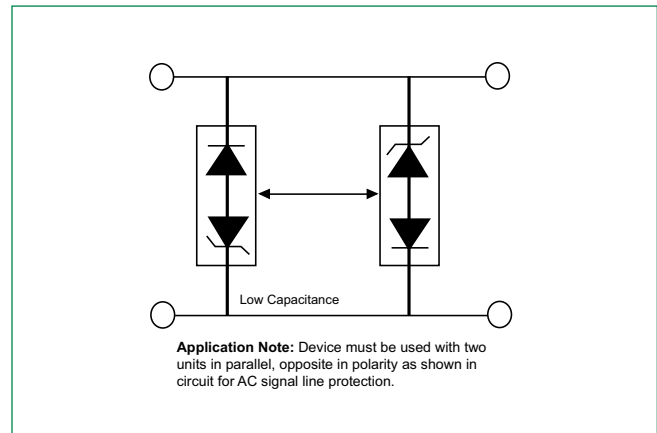 Low Capacitance
Application Note: Device must be used with two
units in parallel, opposite in polarity as shown in
circuit for AC signal line protection.